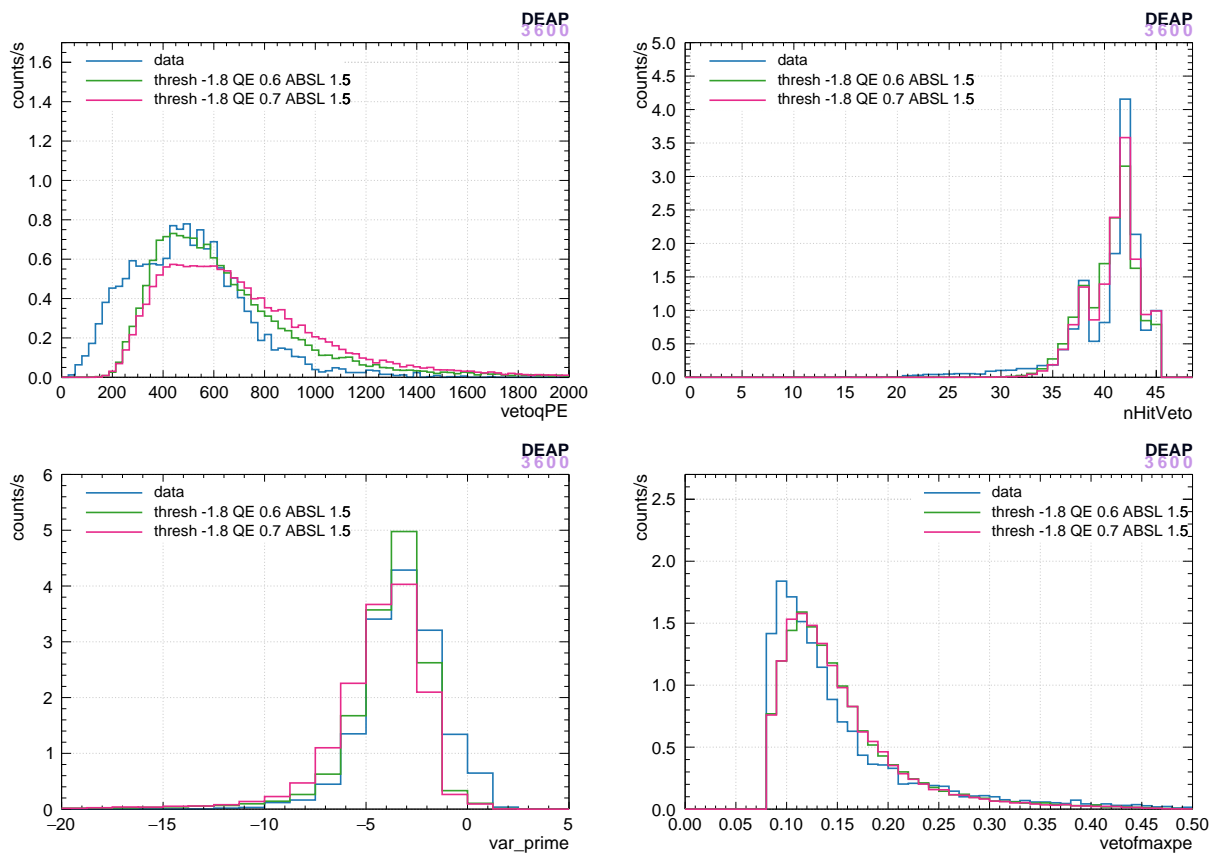 DEAP
3600
counts/s
1.6
1.4
1.2
1.0
0.8
0.6
0.4
0.2
0.0
data
thresh -1.8 QE 0.6 ABSL 1.5
thresh -1.8 QE 0.7 ABSL 1.5
0 200 400 600 800 1000 1200 1400 1600 1800 2000
vetoqPE
DEAP
3600
counts/s
5.0
4.5
4.0
3.5
3.0
2.5
2.0
1.5
1.0
0.5
0.0
data
thresh -1.8 QE 0.6 ABSL 1.5
thresh -1.8 QE 0.7 ABSL 1.5
0 5 10 15 20 25 30 35 40 45
nHitVeto
DEAP
3600
counts/s
6
5
4
3
2
1
0
data
thresh -1.8 QE 0.6 ABSL 1.5
thresh -1.8 QE 0.7 ABSL 1.5
−20 −15 −10 −5 0 5
var_prime
DEAP
3600
counts/s
2.5
2.0
1.5
1.0
0.5
0.0
data
thresh -1.8 QE 0.6 ABSL 1.5
thresh -1.8 QE 0.7 ABSL 1.5
0.00 0.05 0.10 0.15 0.20 0.25 0.30 0.35 0.40 0.45 0.50
vetofmaxpe